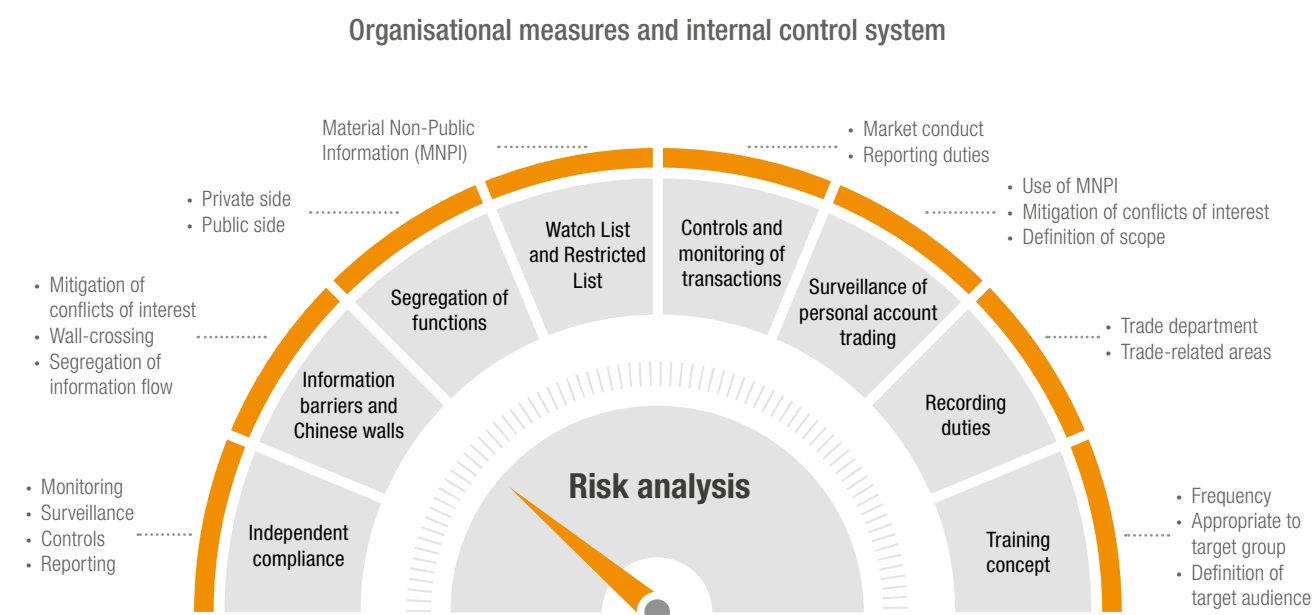 Organisational measures and internal control system
Material Non-Public
Information (MNPI)
• Market conduct
• Reporting duties
• Private side
• Public side
• Use of MNPI
• Mitigation of conflicts of interest
• Definition of scope
• Mitigation of
conflicts of interest
• Wall-crossing
• Segregation of
information flow
• Trade department
• Trade-related areas
• Monitoring
• Surveillance
• Controls
• Reporting
• Frequency
• Appropriate to
target group
• Definition of
target audience
Independent
compliance
Information
barriers and
Chinese walls
Segregation of
functions
Watch List
and Restricted
List
Controls and
monitoring of
transactions
Surveillance of
personal account
trading
Recording
duties
Training
concept
Risk analysis